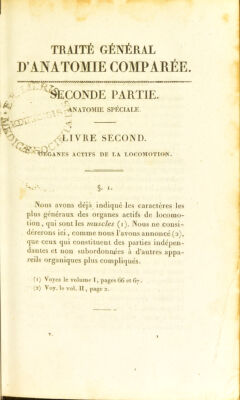 TRAITÉ GÉNÉRAL
D'ANATOMIE COMPARÉE.
SECONDE PARTIE.
ANATOMIE SPÉCIALE.
LIVRE SECOND.
ORGANES ACTIFS DE LA LOCOMOTION.
§. 1.
Nous avons déjà indiqué les caractères les
plus généraux des organes actifs de locomo-
tion, qui sont les muscles (1). Nous ne consi-
dérerons ici, comme nous l'avons annoncé (2),
que ceux qui constituent des parties indépen-
dantes et non subordonnées à d'autres appa-
reils organiques plus compliqués.
(1) Voyez le volume I, pages 66 et 67.
(2) Voy. le vol. II, page 2.
V.
1